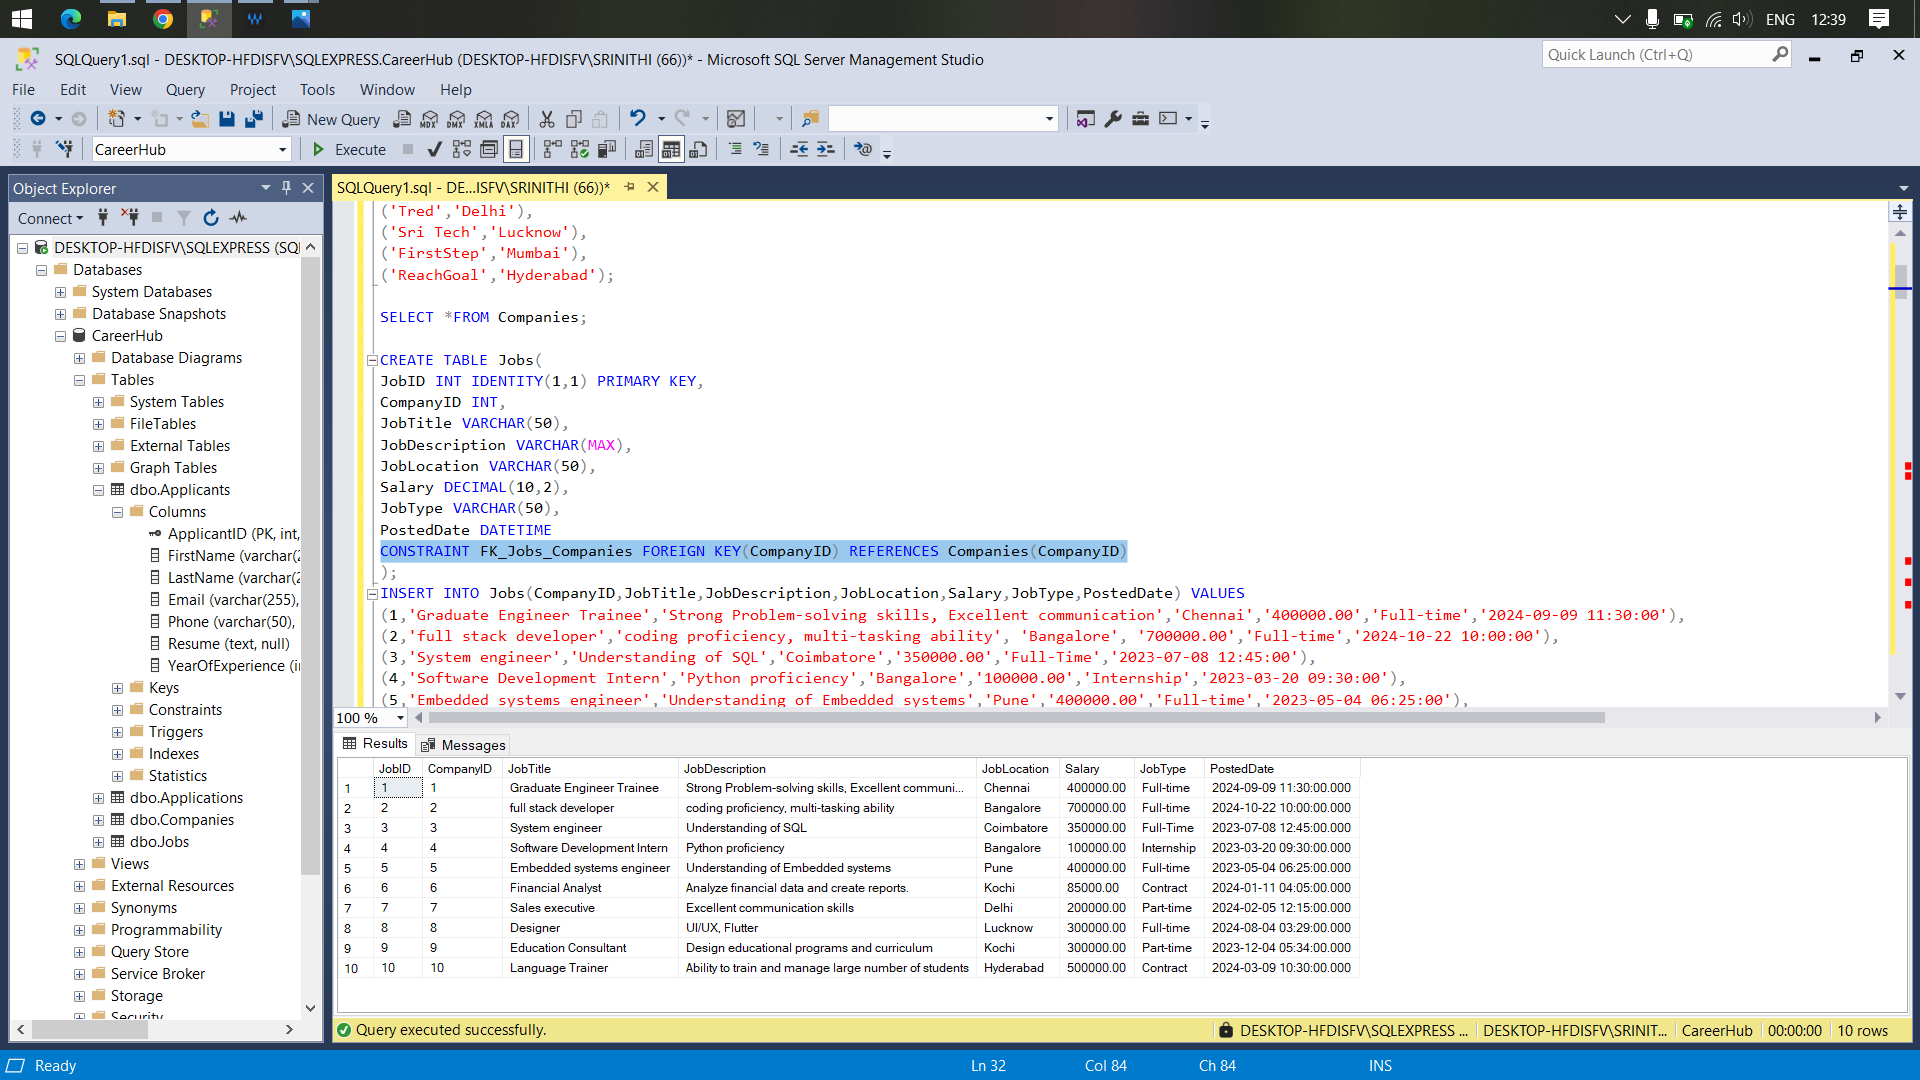 ENG 12:39
SQLQuery1.sql - DESKTOP-HFDISFV\SQLEXPRESS.CareerHub (DESKTOP-HFDISFV\SRINITHI (66))* - Microsoft SQL Server Management Studio
Quick Launch (Ctrl+Q)
File Edit View Query Project Tools Window Help
New Query MDX DMX XMLA DAX
CareerHub Execute
Object Explorer
Connect
DESKTOP-HFDISFV\SQLEXPRESS (SQ
Databases
System Databases
Database Snapshots
CareerHub
Database Diagrams
Tables
System Tables
FileTables
External Tables
Graph Tables
dbo.Applicants
Columns
ApplicantID (PK, int,
FirstName (varchar(2
LastName (varchar(2
Email (varchar(255),
Phone (varchar(50),
Resume (text, null)
YearOfExperience (i
Keys
Constraints
Triggers
Indexes
Statistics
dbo.Applications
dbo.Companies
dbo.Jobs
Views
External Resources
Synonyms
Programmability
Query Store
Service Broker
Storage
Security
SQLQuery1.sql - DE...ISFV\SRINITHI (66))*
('Tred','Delhi'),
('Sri Tech','Lucknow'),
('FirstStep','Mumbai'),
('ReachGoal','Hyderabad');
SELECT *FROM Companies;
CREATE TABLE Jobs(
JobID INT IDENTITY(1,1) PRIMARY KEY,
CompanyID INT,
JobTitle VARCHAR(50),
JobDescription VARCHAR(MAX),
JobLocation VARCHAR(50),
Salary DECIMAL(10,2),
JobType VARCHAR(50),
PostedDate DATETIME
CONSTRAINT FK_Jobs_Companies FOREIGN KEY(CompanyID) REFERENCES Companies(CompanyID)
);
INSERT INTO Jobs(CompanyID,JobTitle,JobDescription,JobLocation,Salary,JobType,PostedDate) VALUES
(1,'Graduate Engineer Trainee','Strong Problem-solving skills, Excellent communication','Chennai','400000.00','Full-time','2024-09-09 11:30:00'),
(2,'full stack developer','coding proficiency, multi-tasking ability', 'Bangalore', '700000.00','Full-time','2024-10-22 10:00:00'),
(3,'System engineer','Understanding of SQL','Coimbatore','350000.00','Full-Time','2023-07-08 12:45:00'),
(4,'Software Development Intern','Python proficiency','Bangalore','100000.00','Internship','2023-03-20 09:30:00'),
(5,'Embedded systems engineer','Understanding of Embedded systems','Pune','400000.00','Full-time','2023-05-04 06:25:00'),
100 %
Results Messages
JobID CompanyID JobTitle JobDescription JobLocation Salary JobType PostedDate
1 1 1 Graduate Engineer Trainee Strong Problem-solving skills, Excellent communi... Chennai 400000.00 Full-time 2024-09-09 11:30:00.000
2 2 2 full stack developer coding proficiency, multi-tasking ability Bangalore 700000.00 Full-time 2024-10-22 10:00:00.000
3 3 3 System engineer Understanding of SQL Coimbatore 350000.00 Full-Time 2023-07-08 12:45:00.000
4 4 4 Software Development Intern Python proficiency Bangalore 100000.00 Internship 2023-03-20 09:30:00.000
5 5 5 Embedded systems engineer Understanding of Embedded systems Pune 400000.00 Full-time 2023-05-04 06:25:00.000
6 6 6 Financial Analyst Analyze financial data and create reports. Kochi 85000.00 Contract 2024-01-11 04:05:00.000
7 7 7 Sales executive Excellent communication skills Delhi 200000.00 Part-time 2024-02-05 12:15:00.000
8 8 8 Designer UI/UX, Flutter Lucknow 300000.00 Full-time 2024-08-04 03:29:00.000
9 9 9 Education Consultant Design educational programs and curriculum Kochi 300000.00 Part-time 2023-12-04 05:34:00.000
10 10 10 Language Trainer Ability to train and manage large number of students Hyderabad 500000.00 Contract 2024-03-09 10:30:00.000
Query executed successfully. DESKTOP-HFDISFV\SQLEXPRESS ... DESKTOP-HFDISFV\SRINIT... CareerHub 00:00:00 10 rows
Ready Ln 32 Col 84 Ch 84 INS